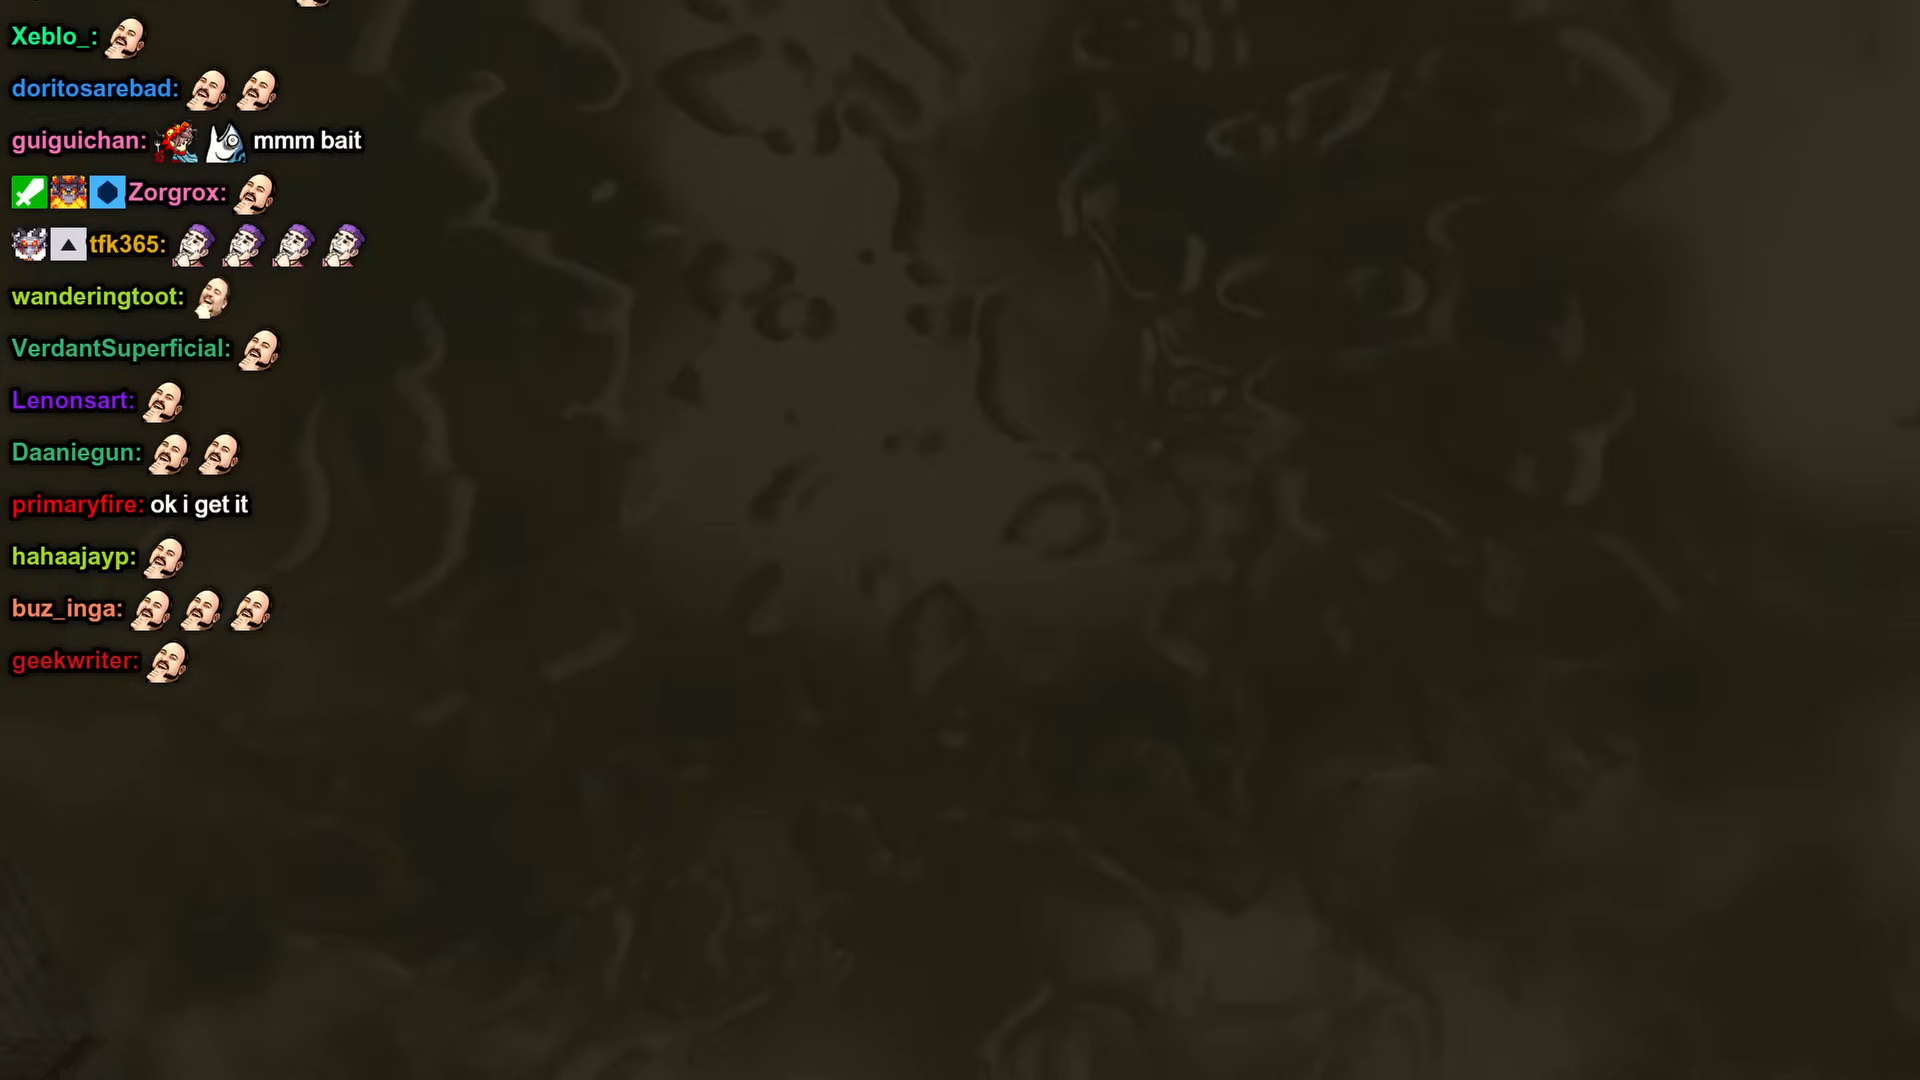 Xeblo_:
doritosarebad:
guiguichan: mmm bait
Zorgrox:
tfk365:
wanderingtoot:
VerdantSuperficial:
Lenonsart:
Daaniegun:
primaryfire: ok i get it
hahaajayp:
buz_inga:
geekwriter: